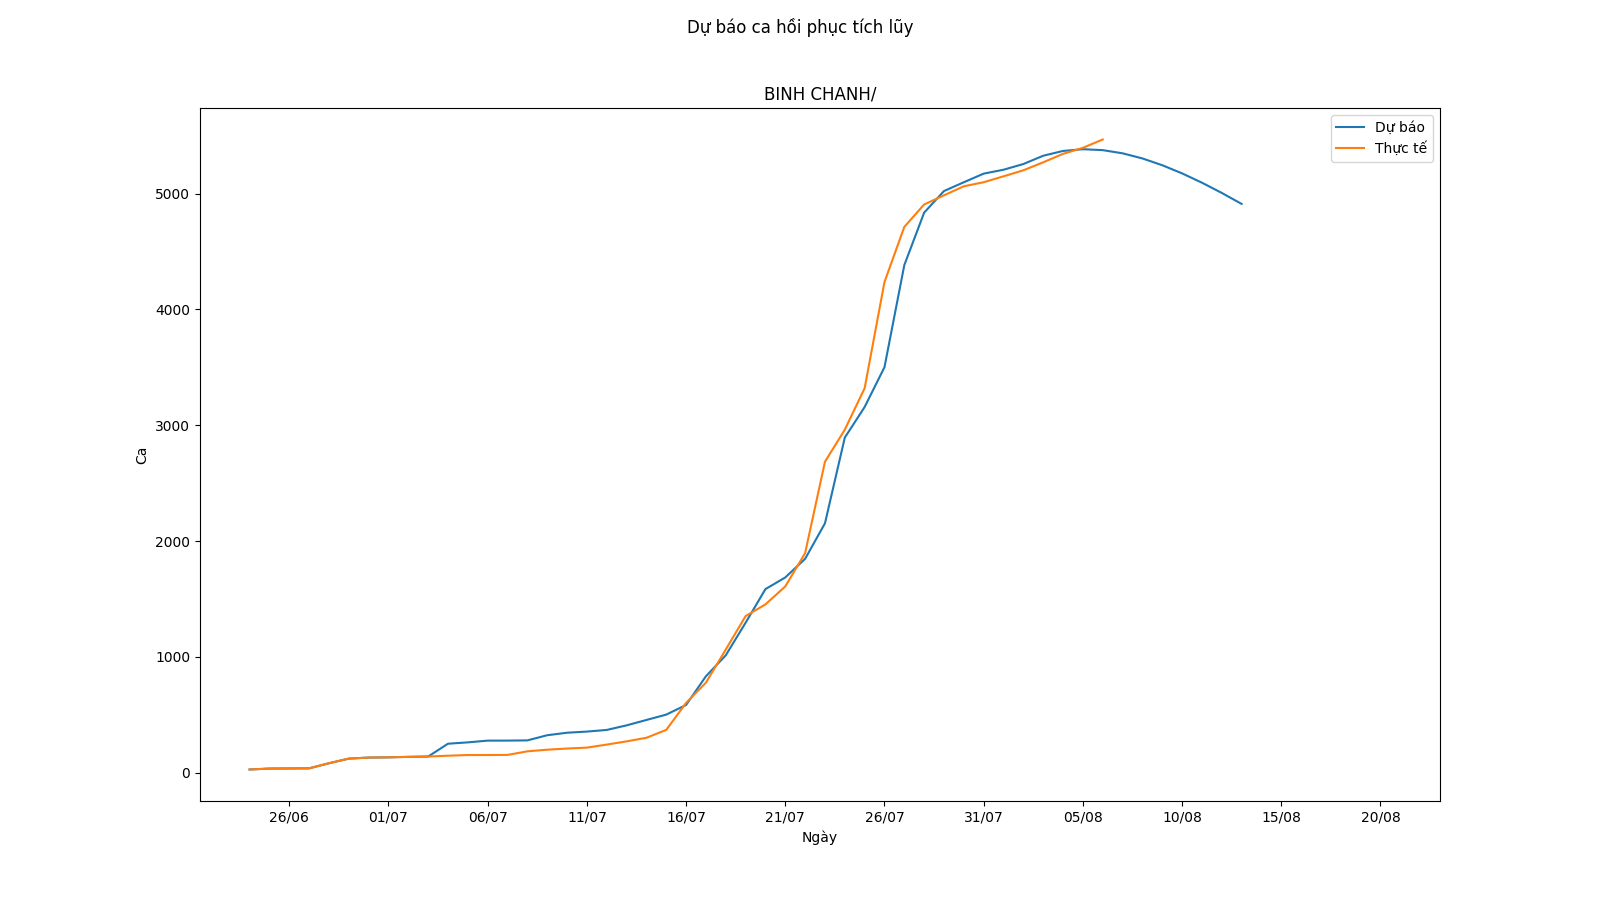 Dự báo ca hồi phục tích lũy
BINH CHANH/
Dự báo
Thực tế
5000
4000
3000
2000
1000
0
Ca
26/06 01/07 06/07 11/07 16/07 21/07 26/07 31/07 05/08 10/08 15/08 20/08
Ngày